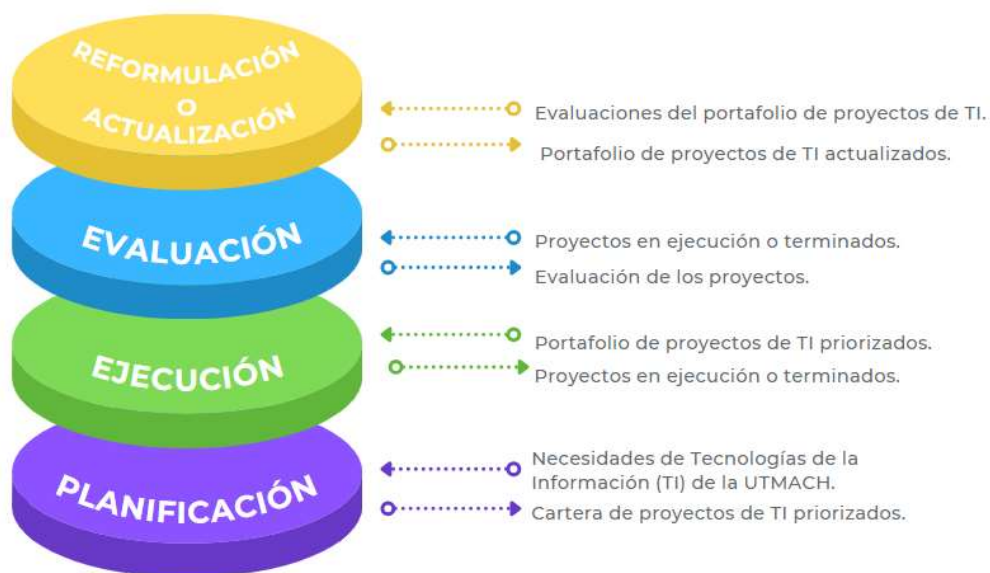 REFORMULACIÓN
O
ACTUALIZACIÓN
Evaluaciones del portafolio de proyectos de TI.
Portafolio de proyectos de TI actualizados.
EVALUACIÓN
Proyectos en ejecución o terminados.
Evaluación de los proyectos.
EJECUCIÓN
Portafolio de proyectos de TI priorizados.
Proyectos en ejecución o terminados.
PLANIFICACIÓN
Necesidades de Tecnologías de la
Información (TI) de la UTMACH.
Cartera de proyectos de TI priorizados.